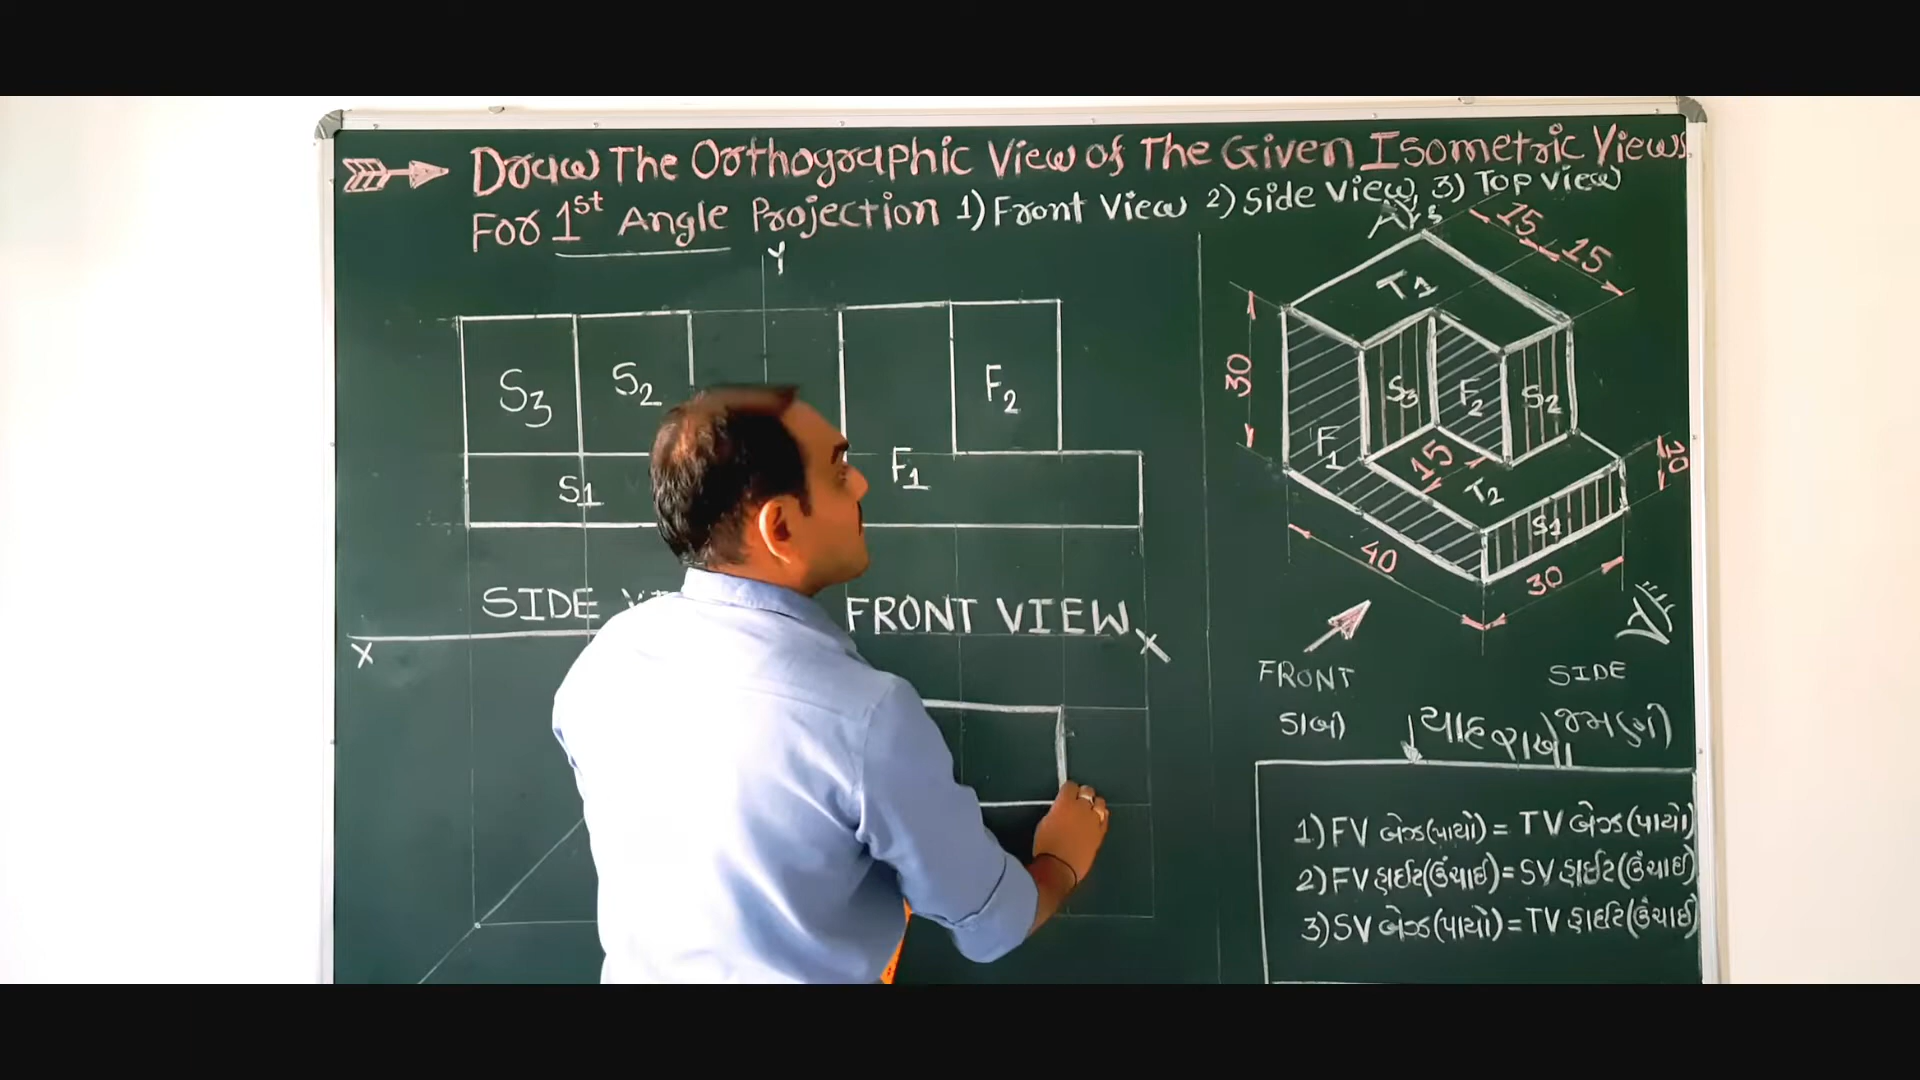 Draw The Orthographic View of The Given Isometric Views
For 1st Angle Projection 1) Front View 2) Side View, 3) Top View
Y
S3 S2
S1
F2
F1
SIDE
FRONT VIEW
X
X
15
15
T1
30
S3 F2 S2
F1
15
T2
20
S1
40
30
FRONT
SIDE
ડાબી
યાદ રાખો
જમણી
1) FV બેઝ(પાયો) = TV બેઝ(પાયો)
2) FV હાઈટ(ઉંચાઈ) = SV હાઈટ(ઉંચાઈ)
3) SV બેઝ(પાયો) = TV હાઈટ(ઉંચાઈ)